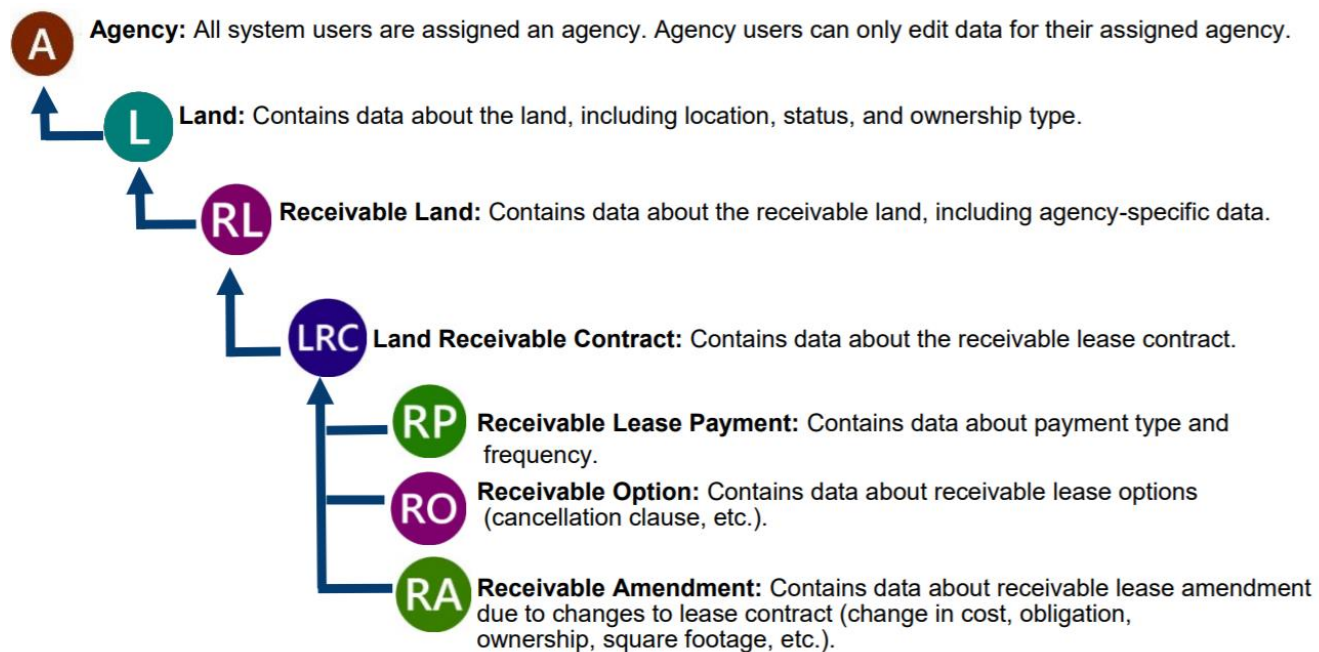 A
Agency: All system users are assigned an agency. Agency users can only edit data for their assigned agency.
L
Land: Contains data about the land, including location, status, and ownership type.
RL
Receivable Land: Contains data about the receivable land, including agency-specific data.
LRC
Land Receivable Contract: Contains data about the receivable lease contract.
RP
Receivable Lease Payment: Contains data about payment type and
frequency.
RO
Receivable Option: Contains data about receivable lease options
(cancellation clause, etc.).
RA
Receivable Amendment: Contains data about receivable lease amendment
due to changes to lease contract (change in cost, obligation,
ownership, square footage, etc.).